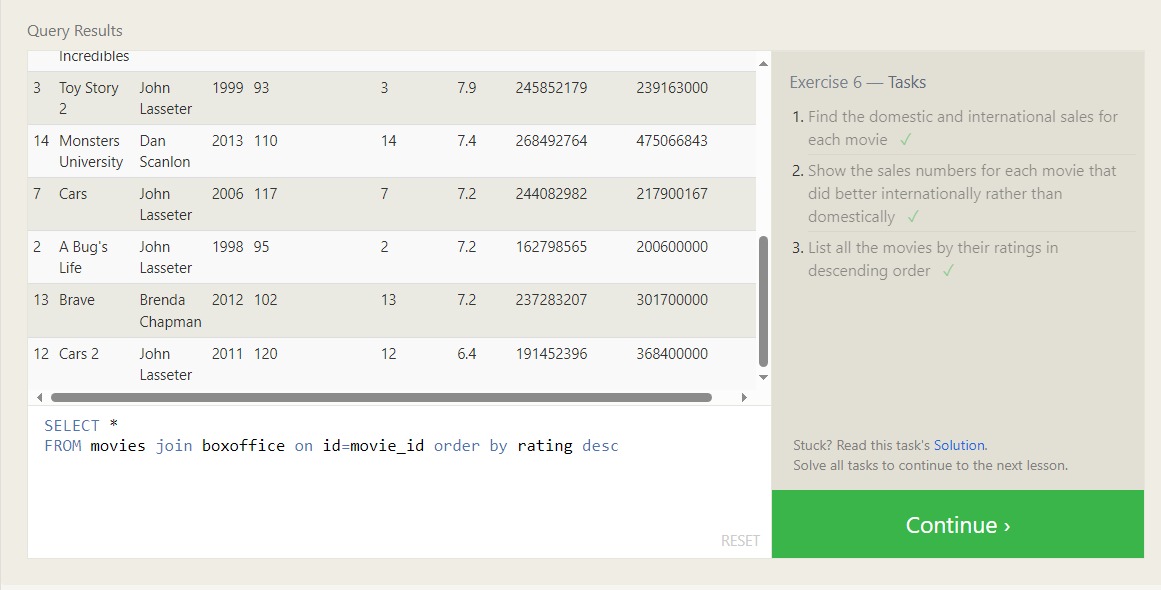 Query Results
Incredibles
3 Toy Story 2 John Lasseter 1999 93 3 7.9 245852179 239163000
14 Monsters University Dan Scanlon 2013 110 14 7.4 268492764 475066843
7 Cars John Lasseter 2006 117 7 7.2 244082982 217900167
2 A Bug's Life John Lasseter 1998 95 2 7.2 162798565 200600000
13 Brave Brenda Chapman 2012 102 13 7.2 237283207 301700000
12 Cars 2 John Lasseter 2011 120 12 6.4 191452396 368400000
SELECT *
FROM movies join boxoffice on id=movie_id order by rating desc
RESET
Exercise 6 — Tasks
1. Find the domestic and international sales for
each movie ✓
2. Show the sales numbers for each movie that
did better internationally rather than
domestically ✓
3. List all the movies by their ratings in
descending order ✓
Stuck? Read this task's Solution.
Solve all tasks to continue to the next lesson.
Continue ›